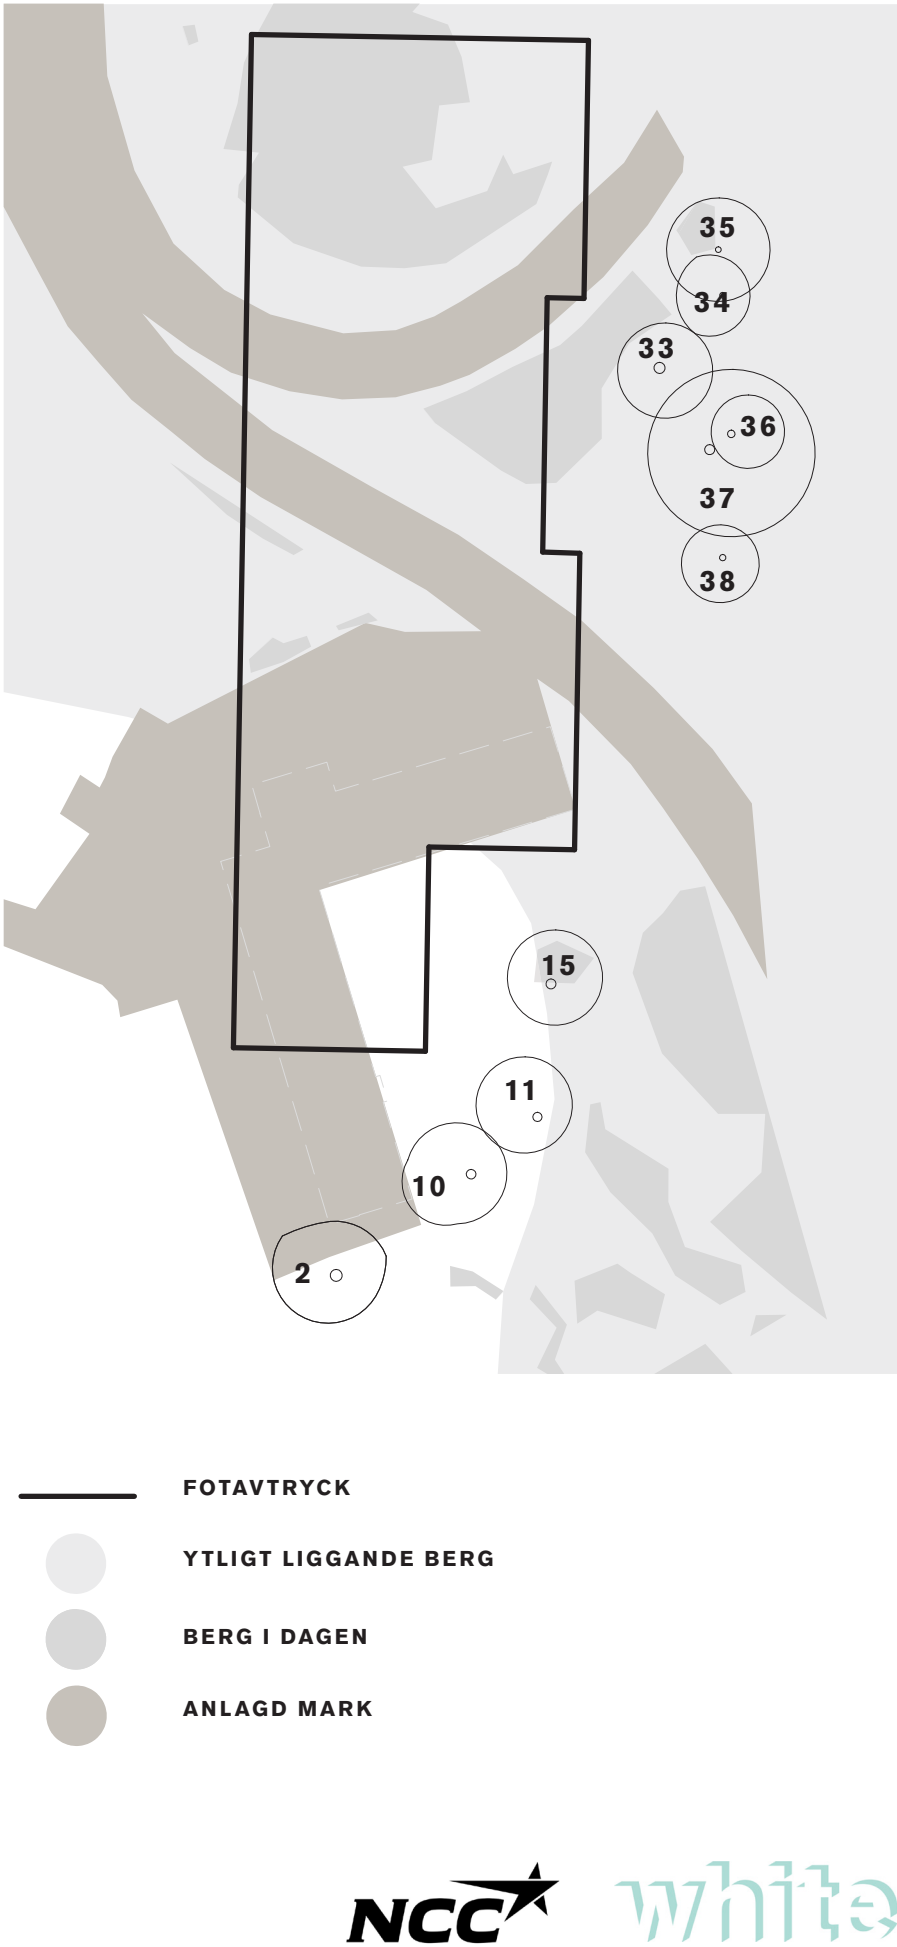 35
34
33
36
37
38
15
11
10
2
FOTAVTRYCK
YTLIGT LIGGANDE BERG
BERG I DAGEN
ANLAGD MARK
NCC
white